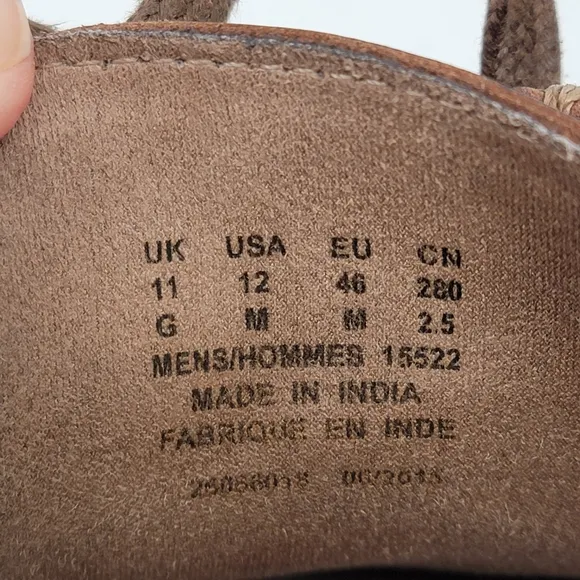 UK USA EU CN
11 12 46 280
G M M 2.5
MENS/HOMMES 15522
MADE IN INDIA
FABRIQUE EN INDE